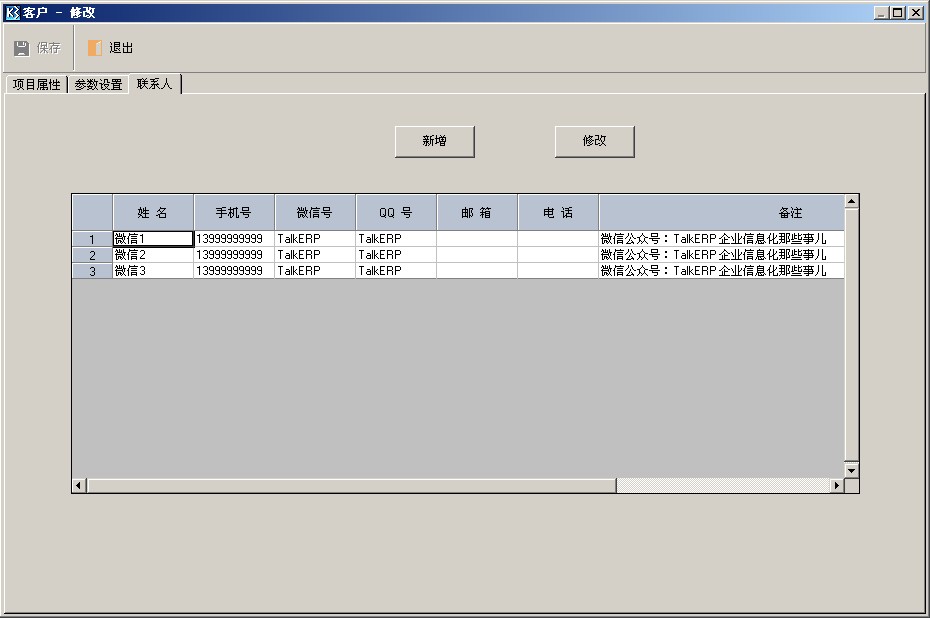 客户 - 修改
保存 退出
项目属性 参数设置 联系人
新增 修改
姓 名 手机号 微信号 QQ 号 邮 箱 电 话 备注
1 微信1 13999999999 TalkERP TalkERP 微信公众号：TalkERP 企业信息化那些事儿
2 微信2 13999999999 TalkERP TalkERP 微信公众号：TalkERP 企业信息化那些事儿
3 微信3 13999999999 TalkERP TalkERP 微信公众号：TalkERP 企业信息化那些事儿